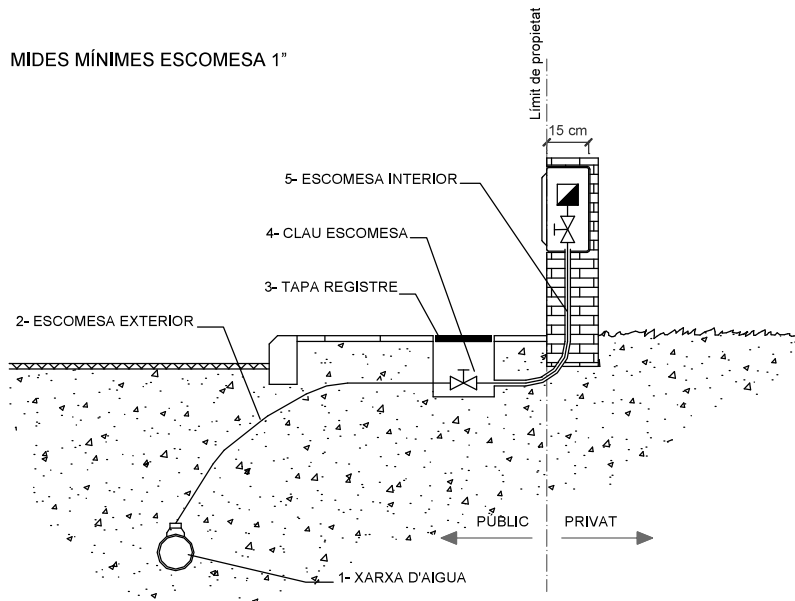 MIDES MÍNIMES ESCOMESA 1"
Límit de propietat
15 cm
5- ESCOMESA INTERIOR
4- CLAU ESCOMESA
3- TAPA REGISTRE
2- ESCOMESA EXTERIOR
PÚBLIC PRIVAT
1- XARXA D'AIGUA